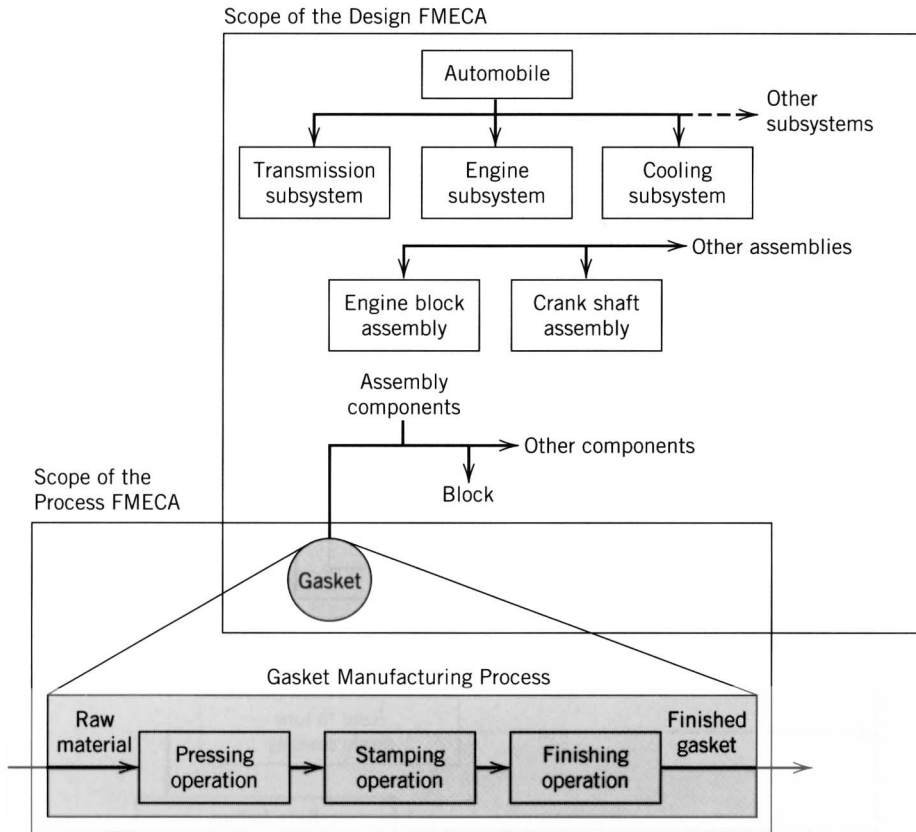 Scope of the Design FMECA
Automobile
Other
subsystems
Transmission
subsystem
Engine
subsystem
Cooling
subsystem
Other assemblies
Engine block
assembly
Crank shaft
assembly
Assembly
components
Other components
Block
Scope of the
Process FMECA
Gasket
Gasket Manufacturing Process
Raw
material
Pressing
operation
Stamping
operation
Finishing
operation
Finished
gasket